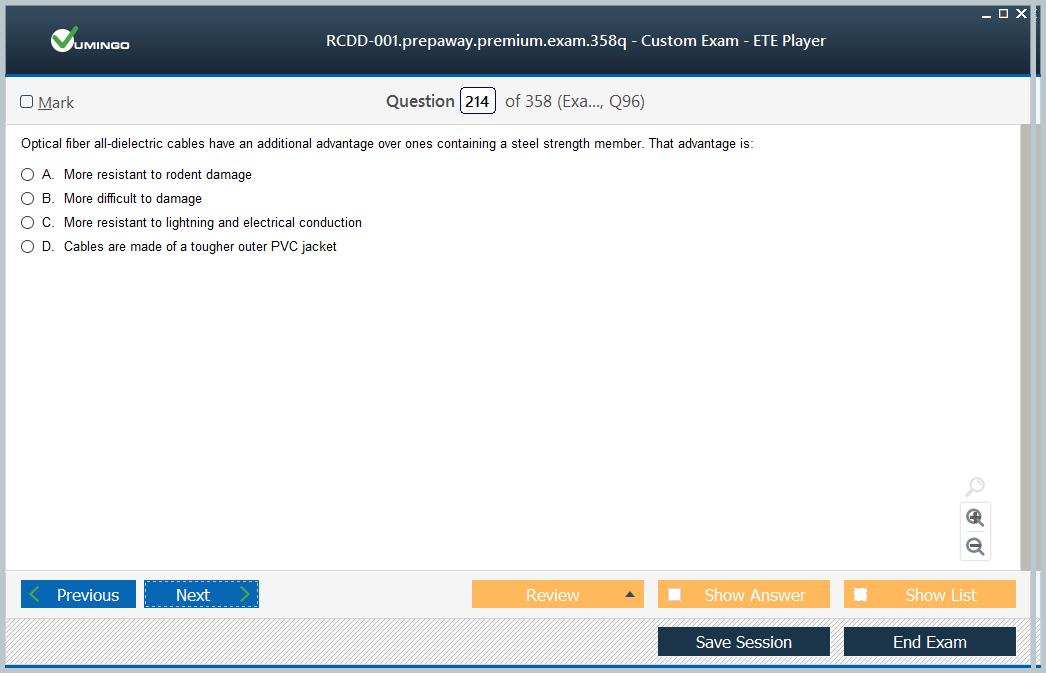 VUMINGO
RCDD-001.prepaway.premium.exam.358q - Custom Exam - ETE Player
Mark
Question 214 of 358 (Exa..., Q96)
Optical fiber all-dielectric cables have an additional advantage over ones containing a steel strength member. That advantage is:
A. More resistant to rodent damage
B. More difficult to damage
C. More resistant to lightning and electrical conduction
D. Cables are made of a tougher outer PVC jacket
Previous Next Review Show Answer Show List
Save Session End Exam